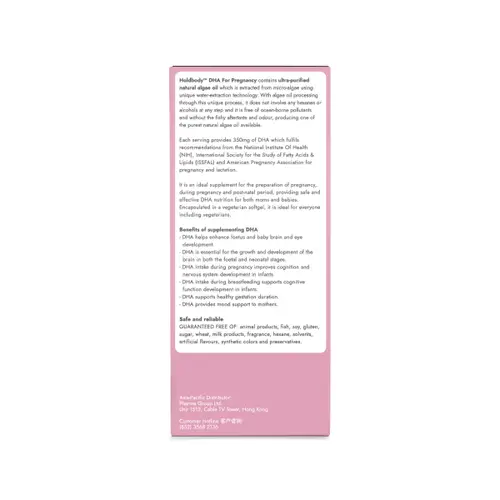 Holdbody™ DHA For Pregnancy contains ultra-purified
natural algae oil which is extracted from microalgae using
unique water-extraction technology. With algae oil processing
through this unique process, it does not involve any hexanes or
alcohols at any step and it is free of ocean-borne pollutants
and without the fishy aftertaste and odour, producing one of
the purest natural algae oil available.
Each serving provides 350mg of DHA which fulfils
recommendations from the National Institute Of Health
(NIH), International Society for the Study of Fatty Acids &
Lipids (ISSFAL) and American Pregnancy Association for
pregnancy and lactation.
It is an ideal supplement for the preparation of pregnancy,
during pregnancy and postnatal period, providing safe and
effective DHA nutrition for both moms and babies.
Encapsulated in a vegetarian softgel, it is ideal for everyone
including vegetarians.
Benefits of supplementing DHA
- DHA helps enhance foetus and baby brain and eye
development.
- DHA is essential for the growth and development of the
brain in both the foetal and neonatal stages.
- DHA intake during pregnancy improves cognition and
nervous system development in infants
- DHA intake during breastfeeding supports cognitive
function development in infants
- DHA supports healthy gestation duration.
- DHA provides mood support to mothers.
Safe and reliable
GUARANTEED FREE OF: animal products, fish, soy, gluten,
sugar, wheat, milk products, fragrance, hexane, solvents,
artificial flavours, synthetic colors and preservatives.
Distributor
Pharma Group Ltd.
Cable TV Tower, Hong Kong
Customer hotline
(852)